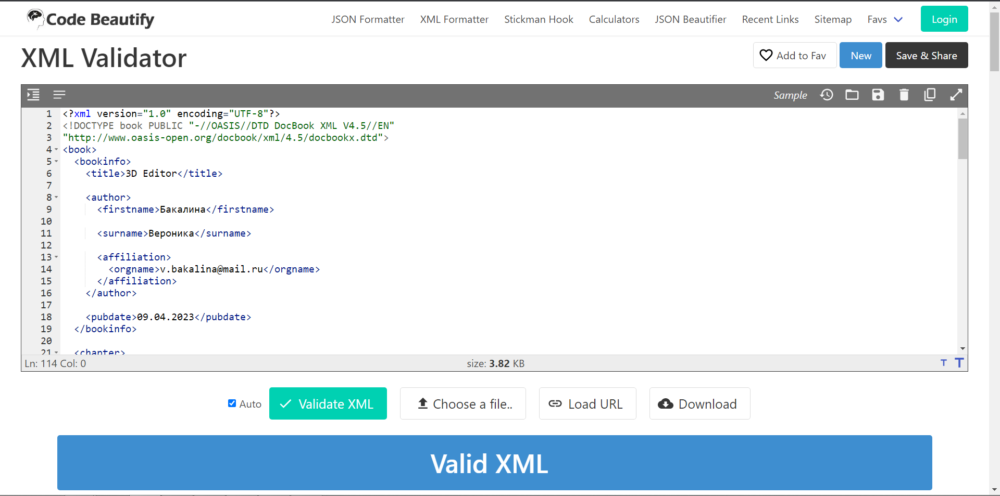 Code Beautify
JSON Formatter XML Formatter Stickman Hook Calculators JSON Beautifier Recent Links Sitemap Favs Login
XML Validator
Add to Fav New Save & Share
Sample
1 <?xml version="1.0" encoding="UTF-8"?>
2 <!DOCTYPE book PUBLIC "-//OASIS//DTD DocBook XML V4.5//EN"
3 "http://www.oasis-open.org/docbook/xml/4.5/docbookx.dtd">
4 <book>
5 <bookinfo>
6 <title>3D Editor</title>
7
8 <author>
9 <firstname>Бакалина</firstname>
10
11 <surname>Вероника</surname>
12
13 <affiliation>
14 <orgname>v.bakalina@mail.ru</orgname>
15 </affiliation>
16 </author>
17
18 <pubdate>09.04.2023</pubdate>
19 </bookinfo>
20
21 <chapter>
Ln: 114 Col: 0 size: 3.82 KB T T
Auto Validate XML Choose a file.. Load URL Download
Valid XML